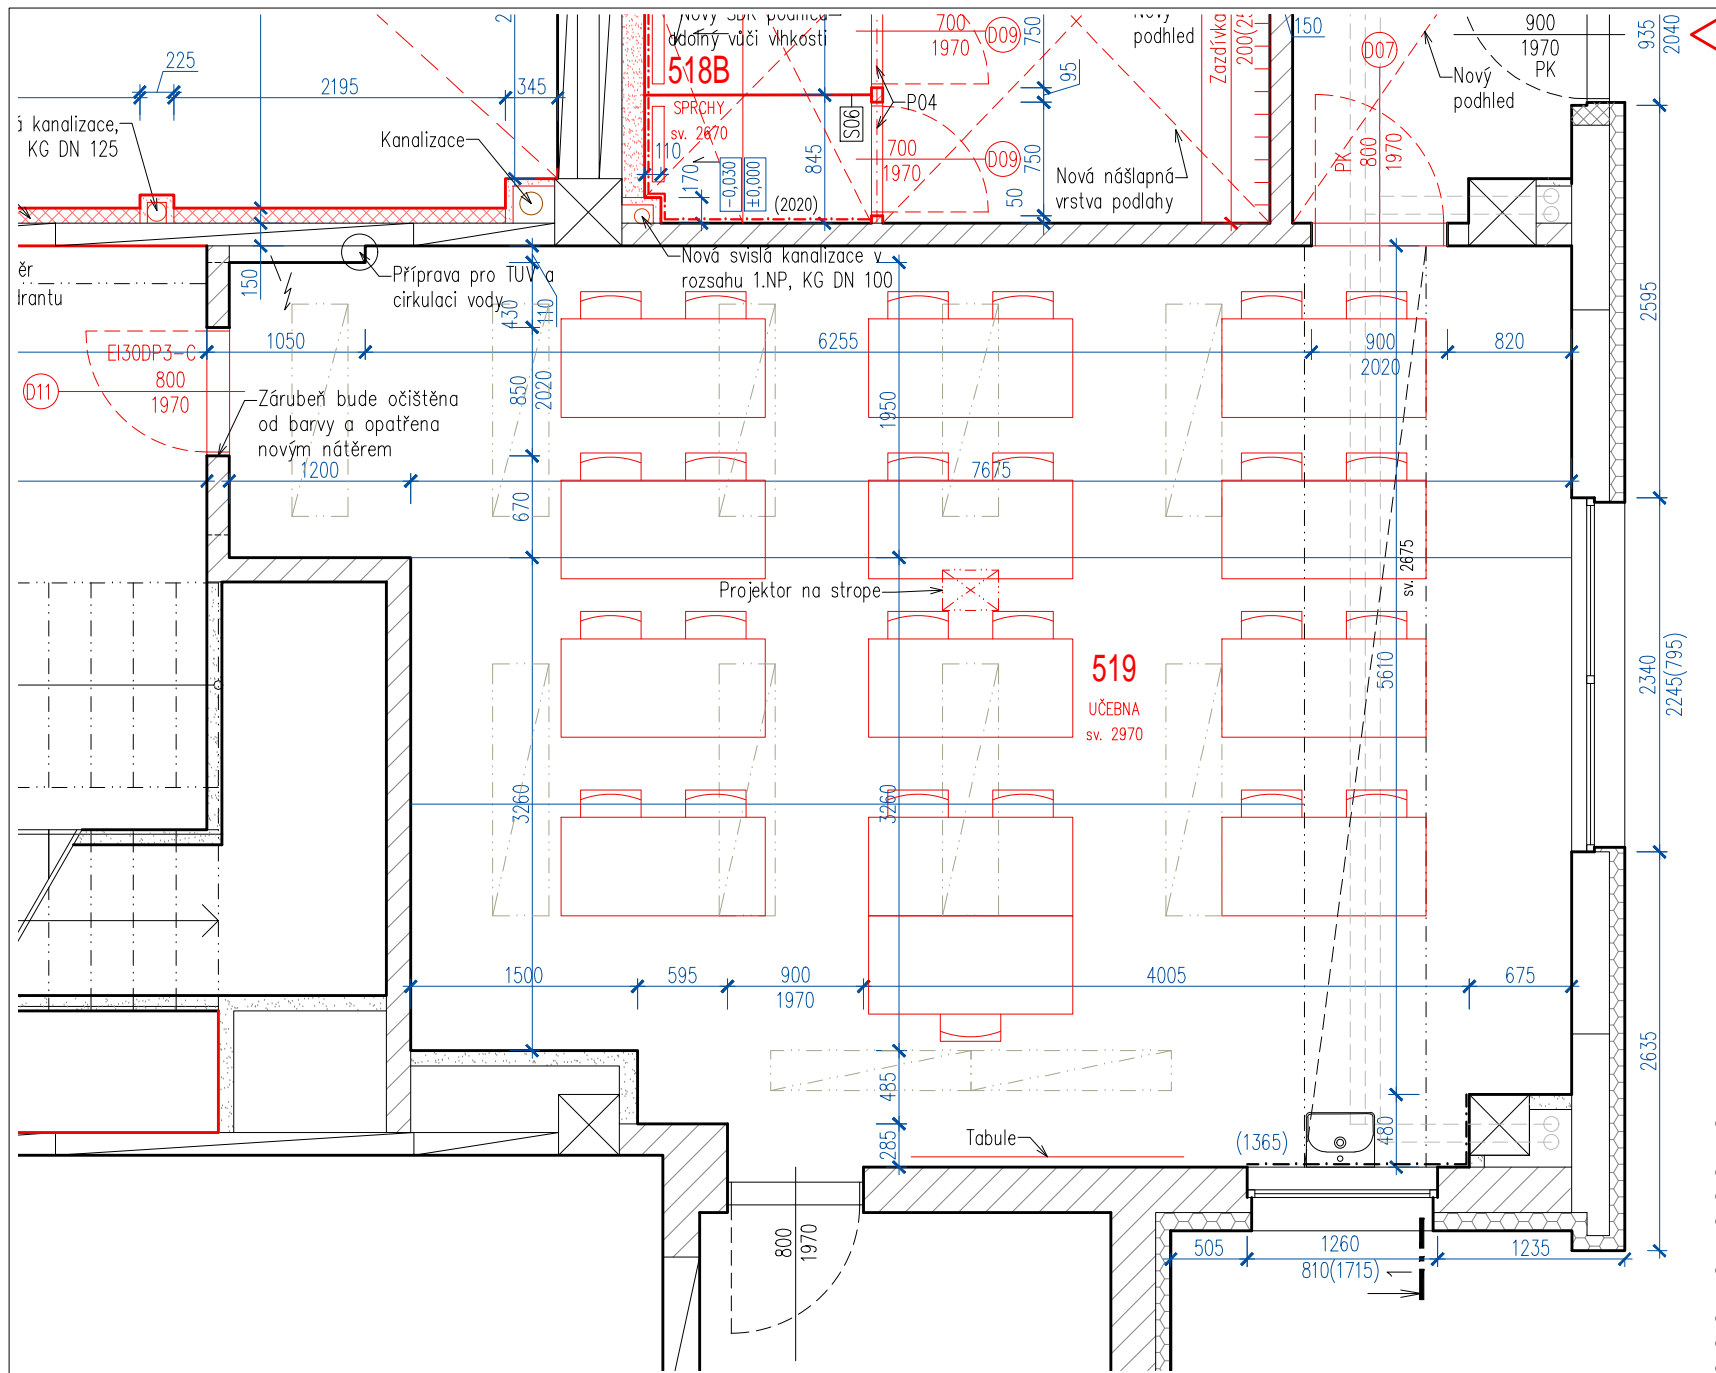 225
2195
345
Kanalizace
kanalizace,
KG DN 125
odolný vůči vlhkosti
518B
SPRCHY
sv. 2670
110
170
-0,030
±0,000
(2020)
S06
845
P04
700
1970
D09
750
95
700
1970
D09
750
50
Nový
podhled
Zazdívka
150
Nová nášlapná
vrstva podlahy
D07
PK
800
1970
Nový
podhled
900
1970
PK
935
2040
Nová svislá kanalizace v
rozsahu 1.NP, KG DN 100
Příprava pro TUV a
cirkulaci vody
150
430
110
1050
6255
900
2020
820
2595
EI30DP3-C
800
1970
D11
Zárubeň bude očištěna
od barvy a opatřena
novým nátěrem
850
2020
1950
1200
7675
670
sv. 2675
Projektor na strope
519
UČEBNA
sv. 2970
5610
2340
2245(795)
3260
3260
1500
595
900
1970
4005
675
2635
485
285
Tabule
(1365)
480
800
1970
505
1260
810(1715)
1235